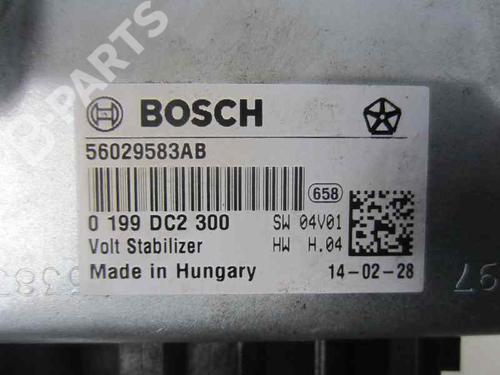 B-PARTS
BOSCH
56029583AB
658
0 199 DC2 300 SW 04V01
Volt Stabilizer HW H.04
Made in Hungary 14-02-28
97